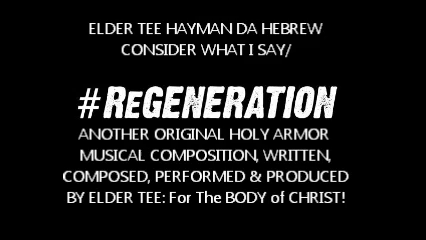 ELDER TEE HAYMAN DA HEBREW
CONSIDER WHAT I SAY/
#REGENERATION
ANOTHER ORIGINAL HOLY ARMOR
MUSICAL COMPOSITION, WRITTEN,
COMPOSED, PERFORMED & PRODUCED
BY ELDER TEE: For The BODY of CHRIST!